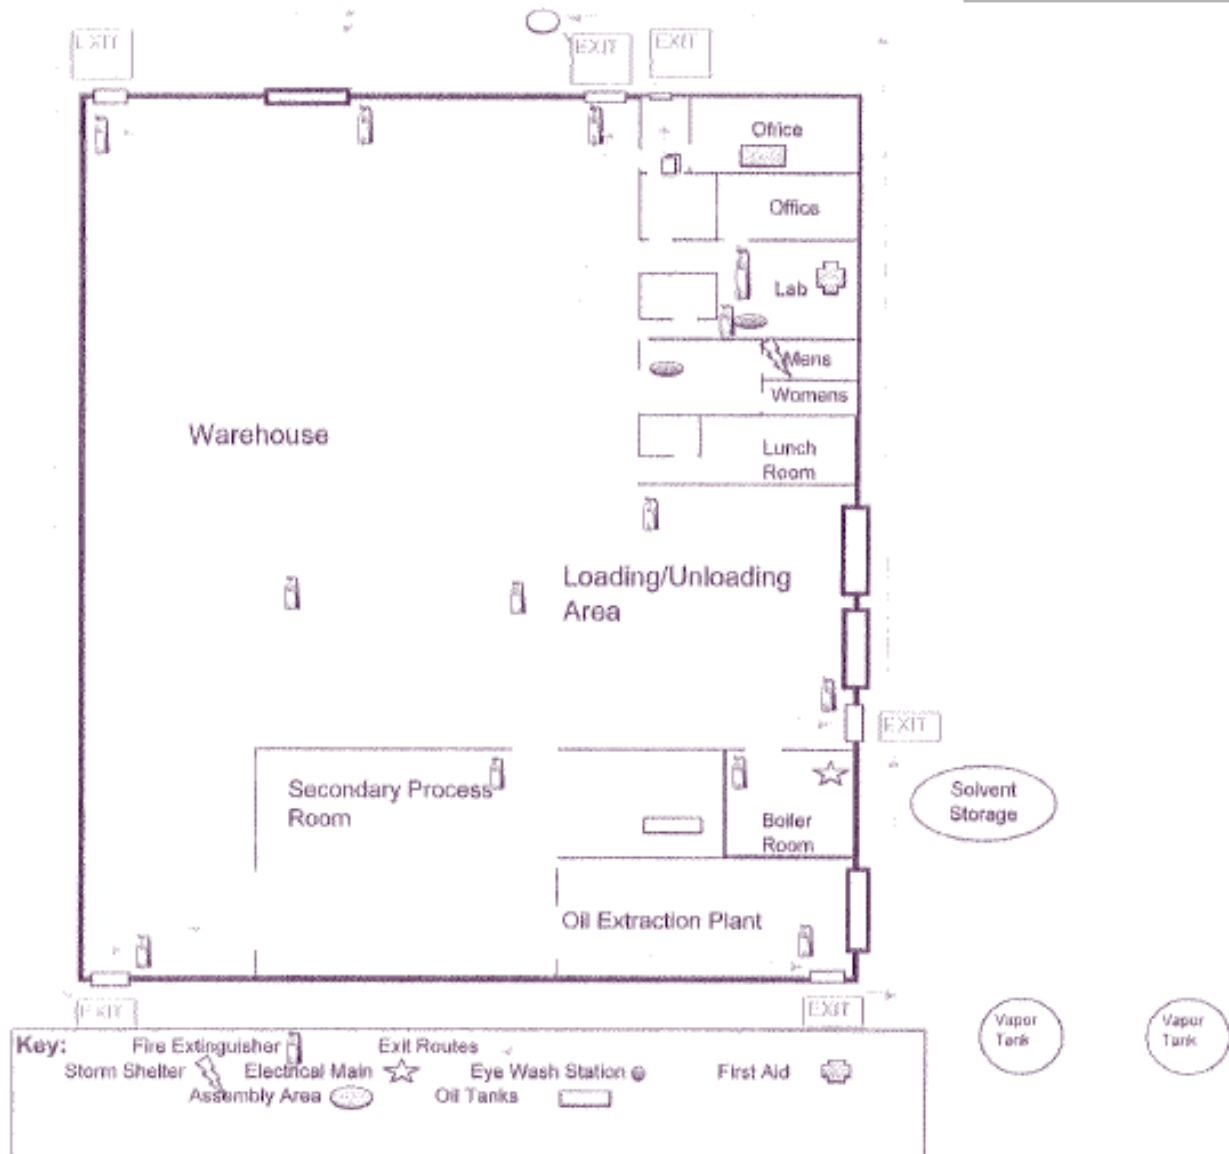 EXIT
EXIT
EXIT
Ofrice
Office
Lab
Mens
Womens
Warehouse
Lunch
Room
Loading/Unloading
Area
EXIT
Secondary Process
Room
Solvent
Storage
Boiler
Room
Oil Extraction Plant
EXIT
EXIT
Vapor
Tank
Vapur
Tank
Key: Fire Extinguisher Exit Routes
Storm Shelter Electrical Main Eye Wash Station First Aid
Assembly Area Oil Tanks